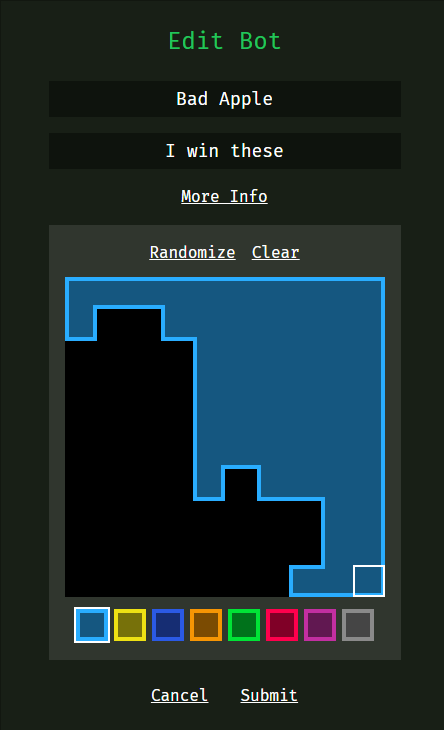 Edit Bot
Bad Apple
I win these
More Info
Randomize Clear
Cancel Submit